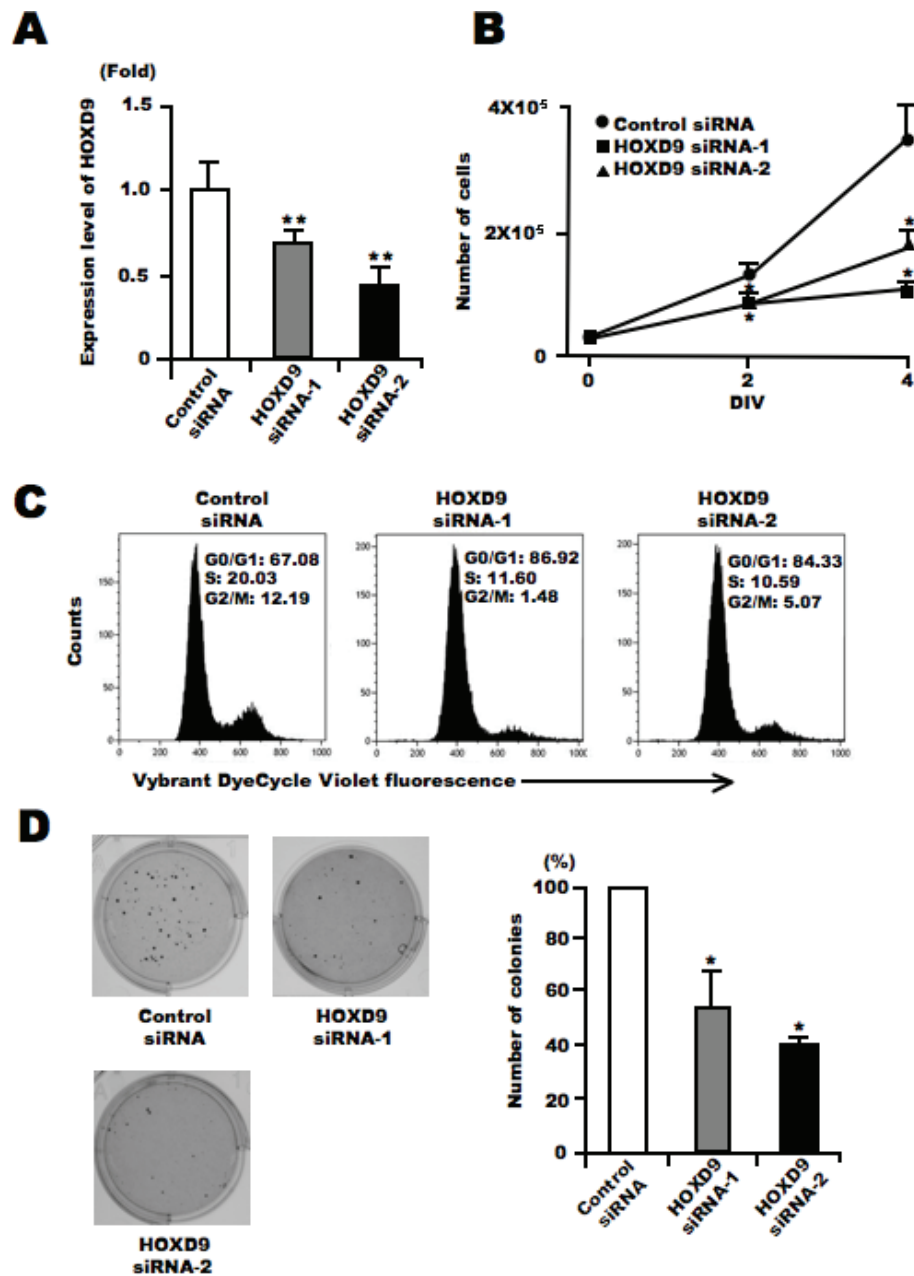 A
(Fold)
Expression level of HOXD9
1.5
1.0
0.5
0
**
**
Control
siRNA
HOXD9
siRNA-1
HOXD9
siRNA-2
B
Number of cells
4X10⁵
2X10⁵
0
Control siRNA
HOXD9 siRNA-1
HOXD9 siRNA-2
*
*
*
*
0
2
4
DIV
C
Control
siRNA
HOXD9
siRNA-1
HOXD9
siRNA-2
Counts
G0/G1: 67.08
S: 20.03
G2/M: 12.19
150
100
50
0
0 200 400 600 800 1000
G0/G1: 86.92
S: 11.60
G2/M: 1.48
200
150
100
50
0
0 200 400 600 800 1000
G0/G1: 84.33
S: 10.59
G2/M: 5.07
200
150
100
50
0
0 200 400 600 800 1000
Vybrant DyeCycle Violet fluorescence
D
Control
siRNA
HOXD9
siRNA-1
HOXD9
siRNA-2
(%)
Number of colonies
100
80
60
40
20
0
*
*
Control
siRNA
HOXD9
siRNA-1
HOXD9
siRNA-2